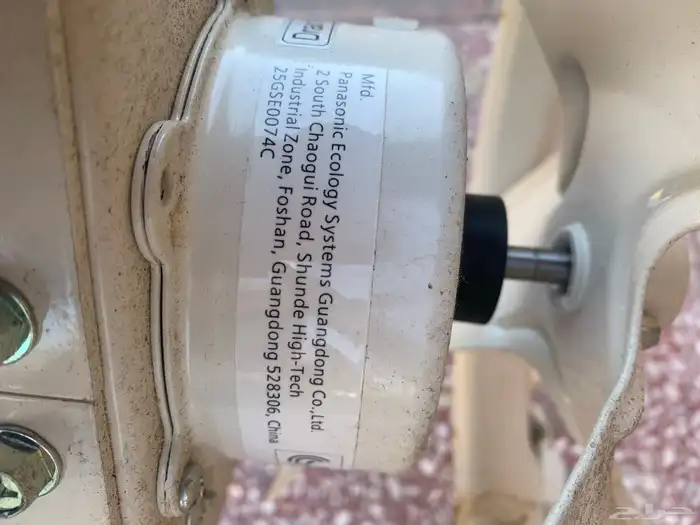 Mfd.
Panasonic Ecology Systems Guangdong Co.,Ltd.
2 South Chaogui Road, Shunde High-Tech
Industrial Zone, Foshan, Guangdong 528306, China
25GSE0074C
حراج